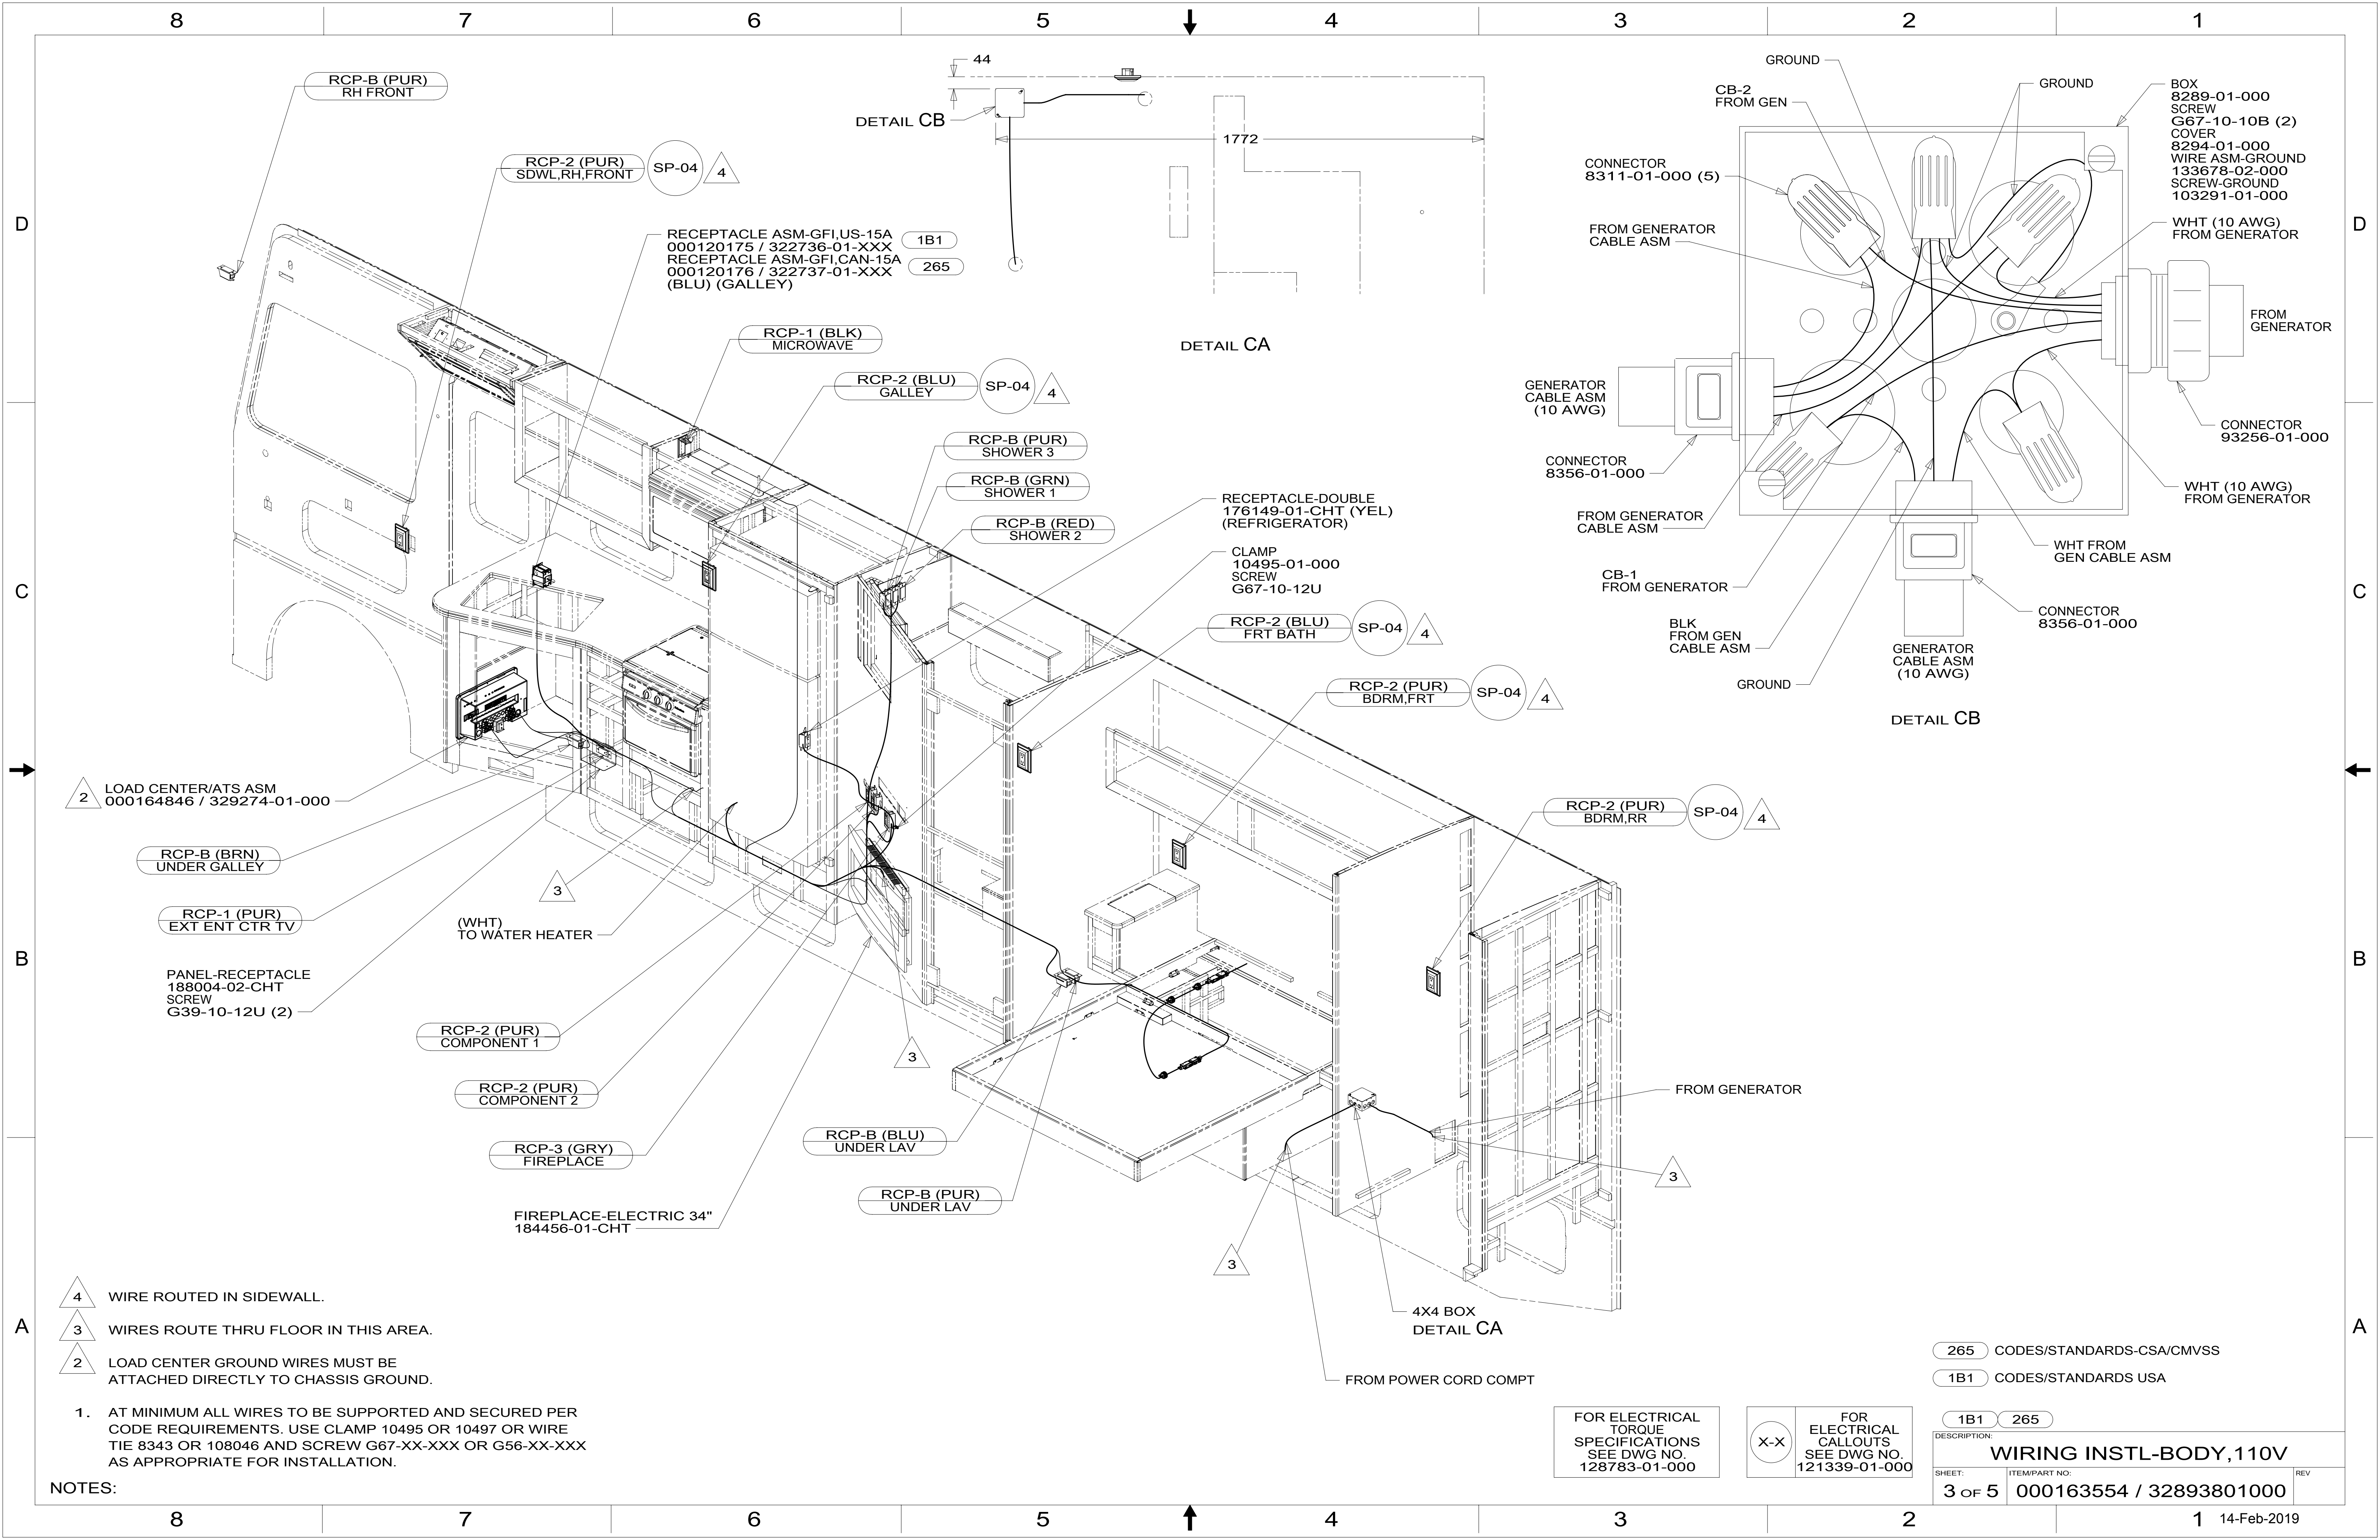 8 7 6 5 4 3 2 1
D
C
B
A
D
C
B
A
RCP-B (PUR)
RH FRONT
RCP-2 (PUR)
SDWL,RH,FRONT
SP-04
4
RECEPTACLE ASM-GFI,US-15A
000120175 / 322736-01-XXX
1B1
RECEPTACLE ASM-GFI,CAN-15A
000120176 / 322737-01-XXX
265
(BLU) (GALLEY)
RCP-1 (BLK)
MICROWAVE
RCP-2 (BLU)
GALLEY
SP-04
4
RCP-B (PUR)
SHOWER 3
RCP-B (GRN)
SHOWER 1
RCP-B (RED)
SHOWER 2
RECEPTACLE-DOUBLE
176149-01-CHT (YEL)
(REFRIGERATOR)
CLAMP
10495-01-000
SCREW
G67-10-12U
RCP-2 (BLU)
FRT BATH
SP-04
4
RCP-2 (PUR)
BDRM,FRT
SP-04
4
RCP-2 (PUR)
BDRM,RR
SP-04
4
44
DETAIL CB
1772
DETAIL CA
GROUND
CB-2
FROM GEN
GROUND
BOX
8289-01-000
SCREW
G67-10-10B (2)
COVER
8294-01-000
WIRE ASM-GROUND
133678-02-000
SCREW-GROUND
103291-01-000
CONNECTOR
8311-01-000 (5)
FROM GENERATOR
CABLE ASM
WHT (10 AWG)
FROM GENERATOR
FROM
GENERATOR
GENERATOR
CABLE ASM
(10 AWG)
CONNECTOR
93256-01-000
CONNECTOR
8356-01-000
WHT (10 AWG)
FROM GENERATOR
FROM GENERATOR
CABLE ASM
WHT FROM
GEN CABLE ASM
CB-1
FROM GENERATOR
CONNECTOR
8356-01-000
BLK
FROM GEN
CABLE ASM
GENERATOR
CABLE ASM
(10 AWG)
GROUND
DETAIL CB
2
LOAD CENTER/ATS ASM
000164846 / 329274-01-000
RCP-B (BRN)
UNDER GALLEY
RCP-1 (PUR)
EXT ENT CTR TV
3
(WHT)
TO WATER HEATER
PANEL-RECEPTACLE
188004-02-CHT
SCREW
G39-10-12U (2)
RCP-2 (PUR)
COMPONENT 1
3
RCP-2 (PUR)
COMPONENT 2
RCP-3 (GRY)
FIREPLACE
RCP-B (BLU)
UNDER LAV
RCP-B (PUR)
UNDER LAV
FIREPLACE-ELECTRIC 34"
184456-01-CHT
FROM GENERATOR
3
3
4X4 BOX
DETAIL CA
FROM POWER CORD COMPT
4 WIRE ROUTED IN SIDEWALL.
3 WIRES ROUTE THRU FLOOR IN THIS AREA.
2 LOAD CENTER GROUND WIRES MUST BE
ATTACHED DIRECTLY TO CHASSIS GROUND.
1. AT MINIMUM ALL WIRES TO BE SUPPORTED AND SECURED PER
CODE REQUIREMENTS. USE CLAMP 10495 OR 10497 OR WIRE
TIE 8343 OR 108046 AND SCREW G67-XX-XXX OR G56-XX-XXX
AS APPROPRIATE FOR INSTALLATION.
NOTES:
FOR ELECTRICAL
TORQUE
SPECIFICATIONS
SEE DWG NO.
128783-01-000
X-X
FOR
ELECTRICAL
CALLOUTS
SEE DWG NO.
121339-01-000
265 CODES/STANDARDS-CSA/CMVSS
1B1 CODES/STANDARDS USA
1B1 265
DESCRIPTION:
WIRING INSTL-BODY,110V
SHEET:
3 OF 5
ITEM/PART NO:
000163554 / 32893801000
REV
8 7 6 5 4 3 2 1
14-Feb-2019